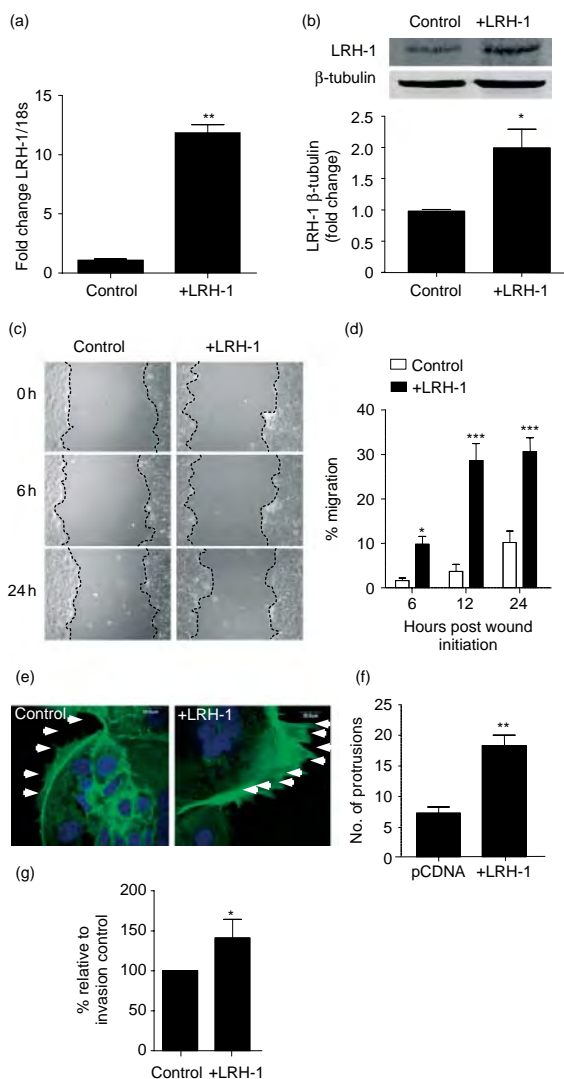 (a)
Fold change LRH-1/18s
15
10
5
0
Control
+LRH-1
**
(b)
Control +LRH-1
LRH-1
β-tubulin
LRH-1 β-tubulin
(fold change)
2.5
2.0
1.5
1.0
0.5
0
Control
+LRH-1
*
(c)
Control
+LRH-1
0 h
6 h
24 h
(d)
Control
+LRH-1
% migration
40
30
20
10
0
*
***
***
6 12 24
Hours post wound
initiation
(e)
Control
+LRH-1
(f)
No. of protrusions
25
20
15
10
5
0
**
pCDNA +LRH-1
(g)
% relative to
invasion control
200
150
100
50
0
*
Control +LRH-1